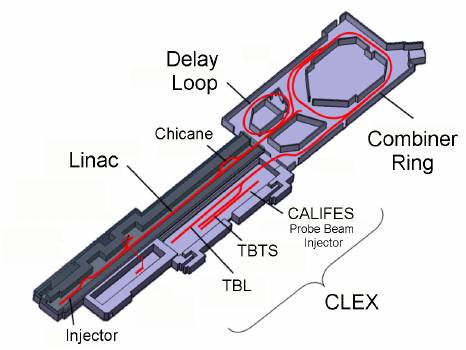 Delay
Loop
Chicane
Combiner
Ring
Linac
CALIFES
Probe Beam
Injector
TBTS
TBL
CLEX
Injector